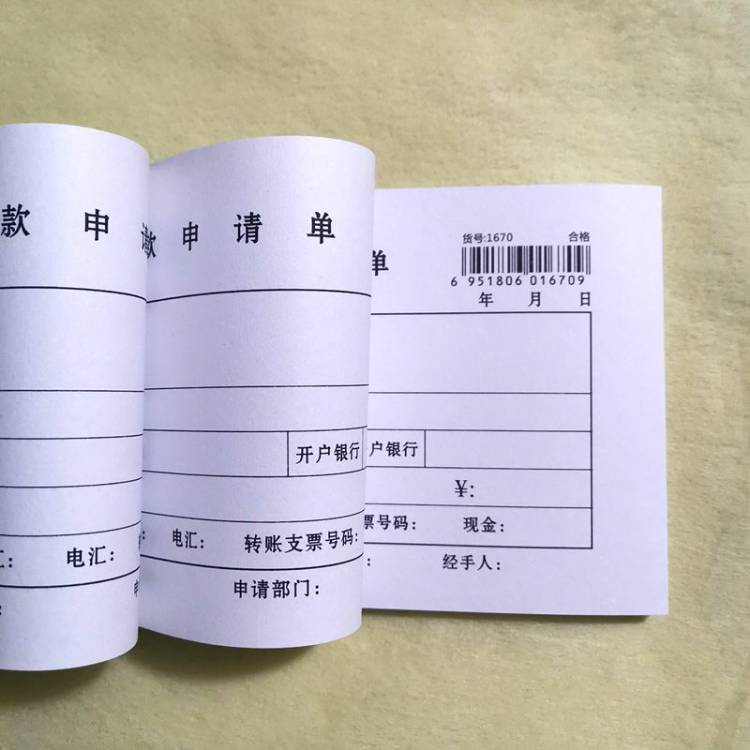 款 申
款 申 请 单
单
货号:1670 合格
6 951806 016709
年 月 日
开户银行
户银行
¥:
电汇:
电汇: 转账支票号码:
票号码: 现金:
申请部门:
经手人: